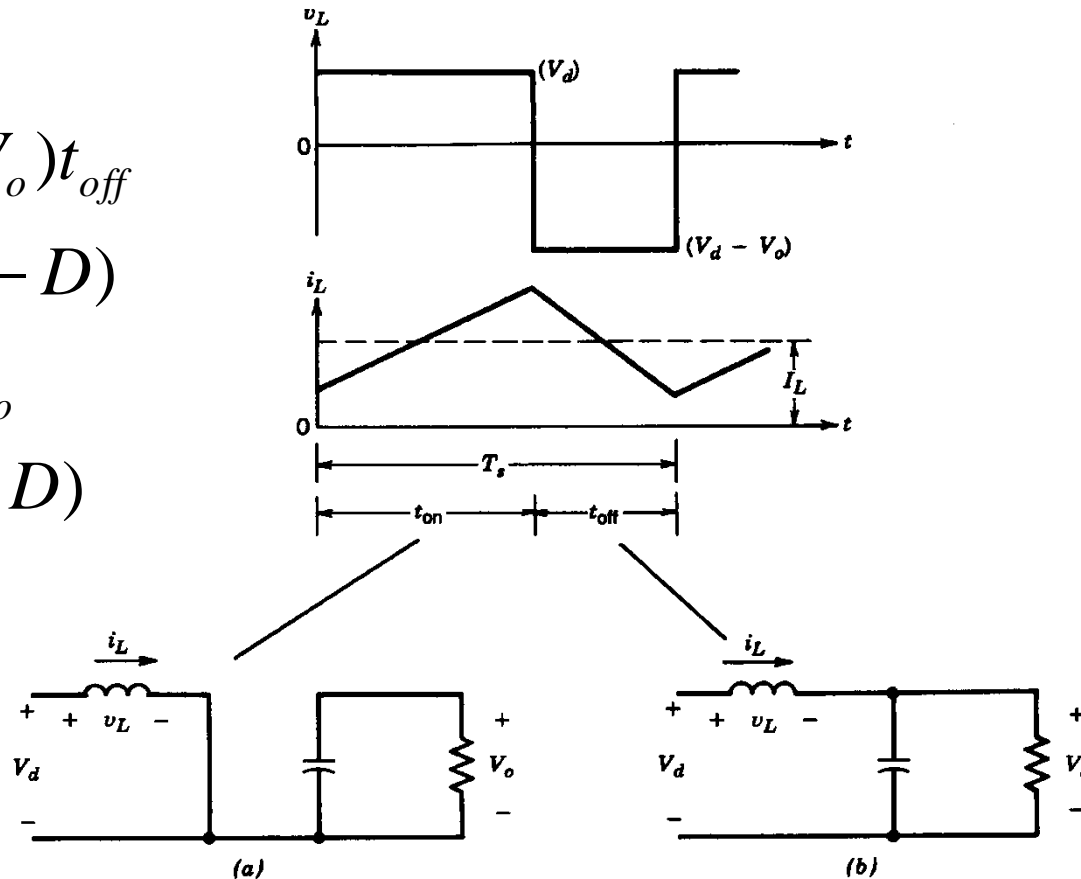 v_L
(V_d)
0
t
V_o)t_off
(V_d − V_o)
− D)
i_L
I_L
o
0
t
T_s
D)
t_on
t_off
i_L
i_L
+ + v_L − +
V_d V_o
− −
(a)
+ + v_L − +
V_d V
− −
(b)